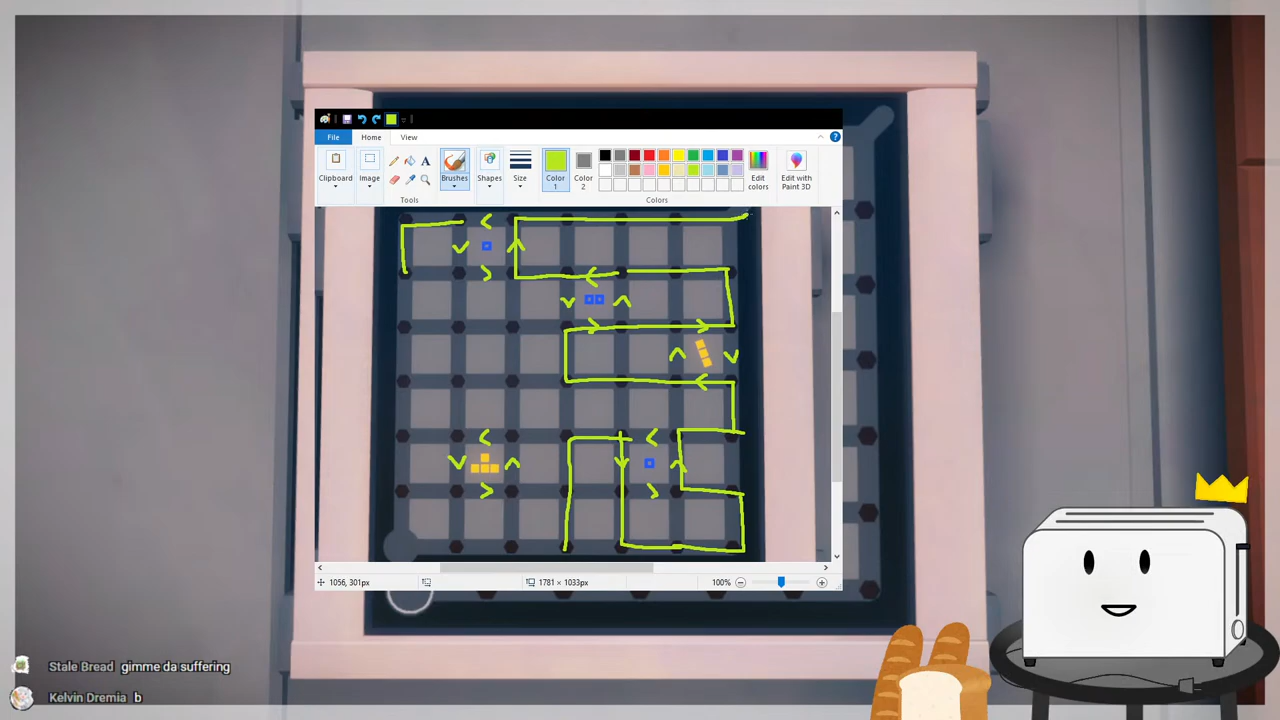 File Home View
Clipboard Image Tools Brushes Shapes Size Color 1 Color 2 Colors Edit colors Edit with Paint 3D
1056, 301px 1781 × 1033px 100%
Stale Bread gimme da suffering
Kelvin Dremia b